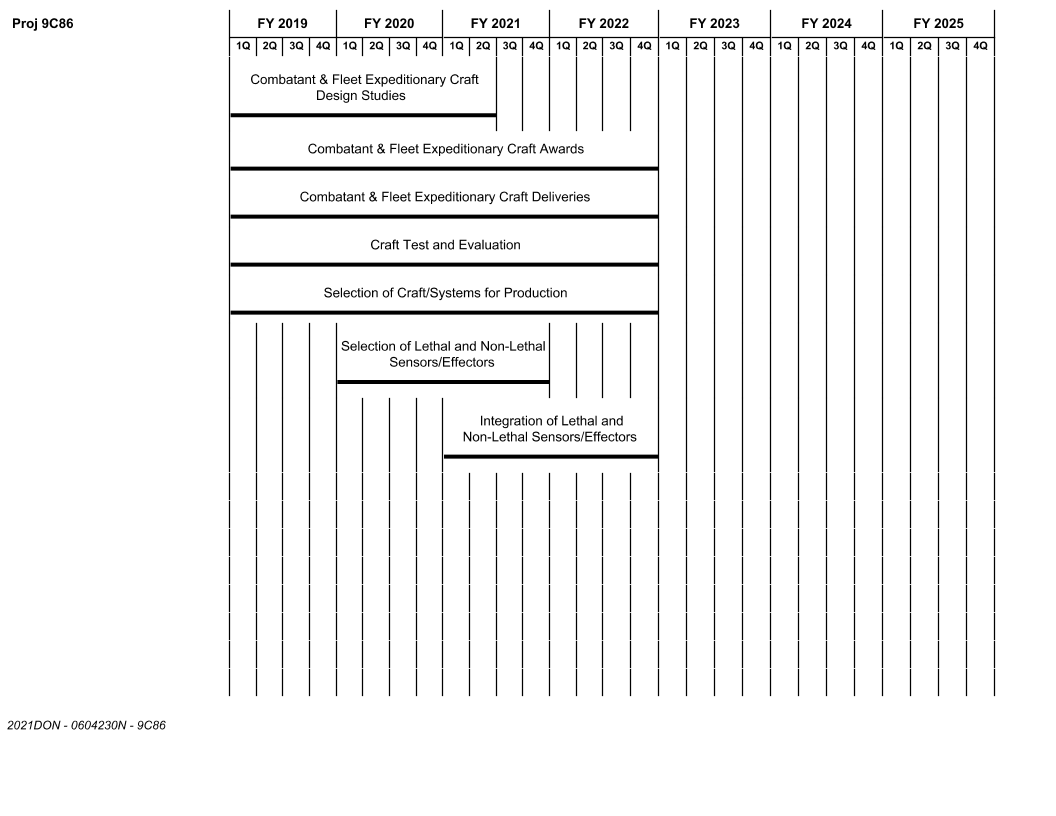 Proj 9C86
FY 2019 FY 2020 FY 2021 FY 2022 FY 2023 FY 2024 FY 2025
1Q 2Q 3Q 4Q 1Q 2Q 3Q 4Q 1Q 2Q 3Q 4Q 1Q 2Q 3Q 4Q 1Q 2Q 3Q 4Q 1Q 2Q 3Q 4Q 1Q 2Q 3Q 4Q
Combatant & Fleet Expeditionary Craft
Design Studies
Combatant & Fleet Expeditionary Craft Awards
Combatant & Fleet Expeditionary Craft Deliveries
Craft Test and Evaluation
Selection of Craft/Systems for Production
Selection of Lethal and Non-Lethal
Sensors/Effectors
Integration of Lethal and
Non-Lethal Sensors/Effectors
2021DON - 0604230N - 9C86